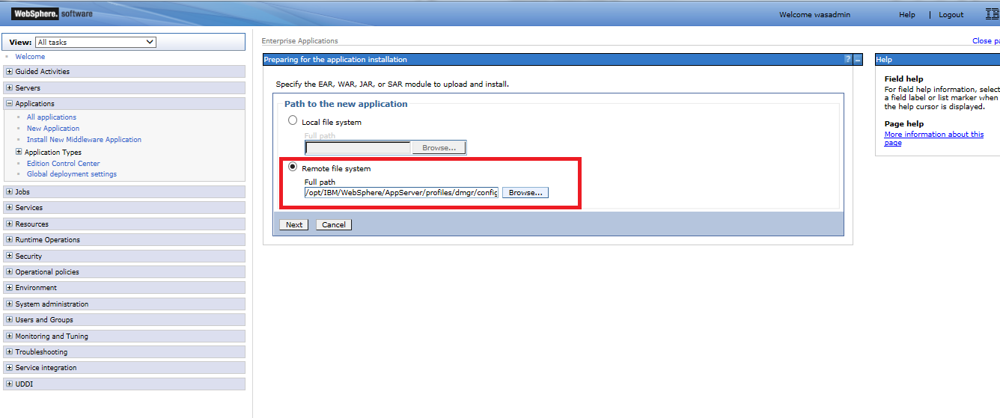 WebSphere. software
Welcome wasadmin Help | Logout IBM
View: All tasks
Welcome
Guided Activities
Servers
Applications
All applications
New Application
Install New Middleware Application
Application Types
Edition Control Center
Global deployment settings
Jobs
Services
Resources
Runtime Operations
Security
Operational policies
Environment
System administration
Users and Groups
Monitoring and Tuning
Troubleshooting
Service integration
UDDI
Enterprise Applications
Close pa
Preparing for the application installation ? -
Specify the EAR, WAR, JAR, or SAR module to upload and install.
Path to the new application
Local file system
Full path
Browse...
Remote file system
Full path
/opt/IBM/WebSphere/AppServer/profiles/dmgr/config Browse...
Next Cancel
Help
Field help
For field help information, select
a field label or list marker when
the help cursor is displayed.
Page help
More information about this
page